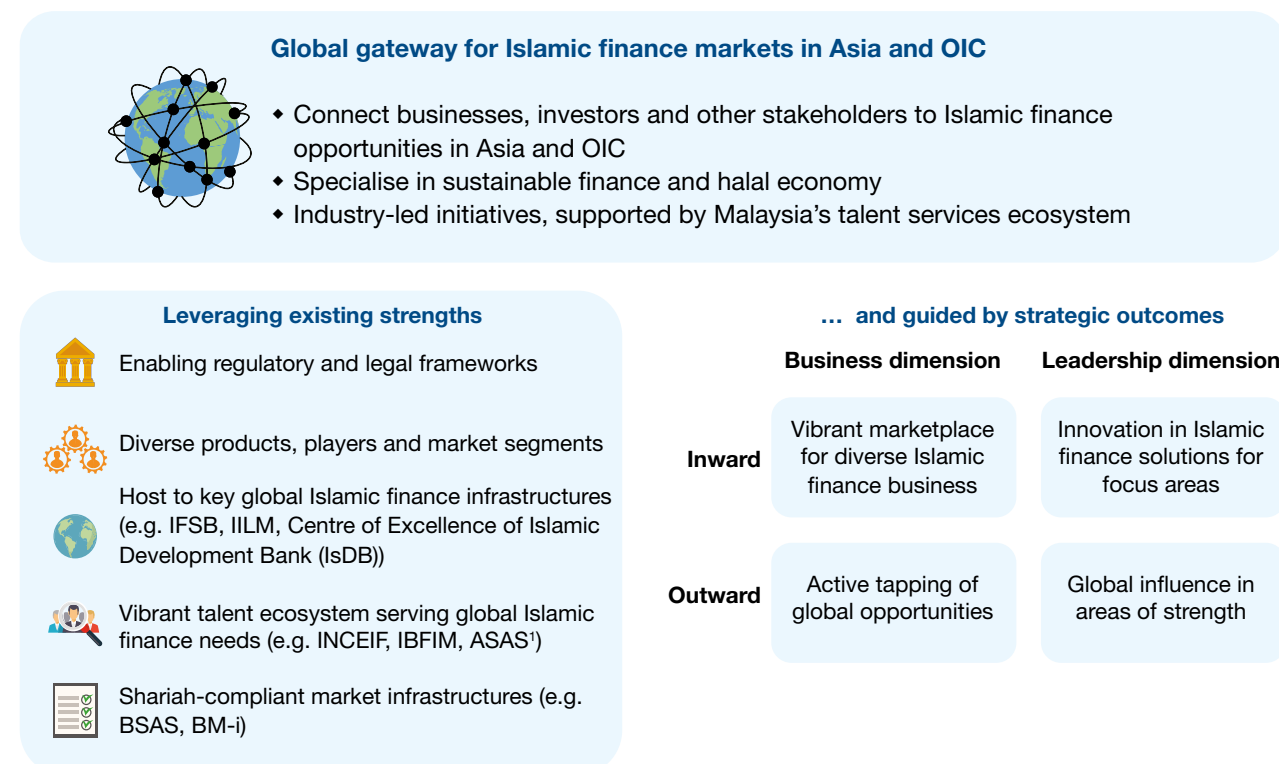 Global gateway for Islamic finance markets in Asia and OIC
◆ Connect businesses, investors and other stakeholders to Islamic finance
opportunities in Asia and OIC
◆ Specialise in sustainable finance and halal economy
◆ Industry-led initiatives, supported by Malaysia’s talent services ecosystem
Leveraging existing strengths
Enabling regulatory and legal frameworks
Diverse products, players and market segments
Host to key global Islamic finance infrastructures
(e.g. IFSB, IILM, Centre of Excellence of Islamic
Development Bank (IsDB))
Vibrant talent ecosystem serving global Islamic
finance needs (e.g. INCEIF, IBFIM, ASAS¹)
Shariah-compliant market infrastructures (e.g.
BSAS, BM-i)
… and guided by strategic outcomes
Business dimension
Leadership dimension
Inward
Vibrant marketplace
for diverse Islamic
finance business
Innovation in Islamic
finance solutions for
focus areas
Outward
Active tapping of
global opportunities
Global influence in
areas of strength